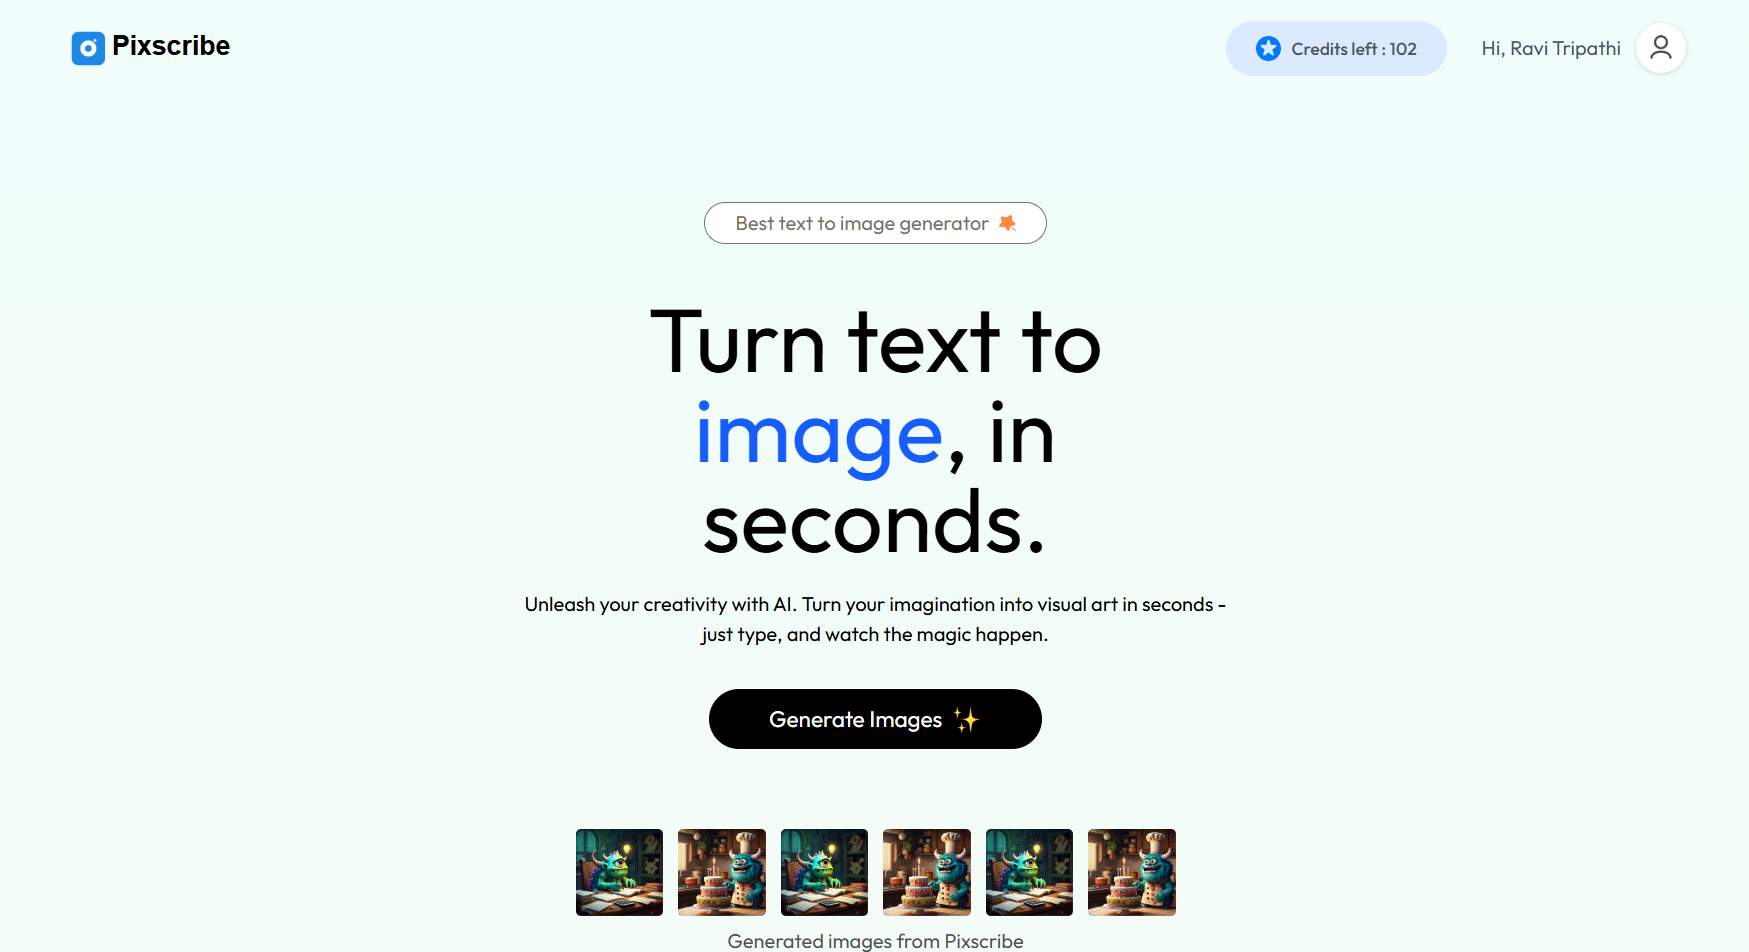 Pixscribe
Credits left : 102
Hi, Ravi Tripathi
Best text to image generator
Turn text to
image, in
seconds.
Unleash your creativity with AI. Turn your imagination into visual art in seconds -
just type, and watch the magic happen.
Generate Images
Generated images from Pixscribe